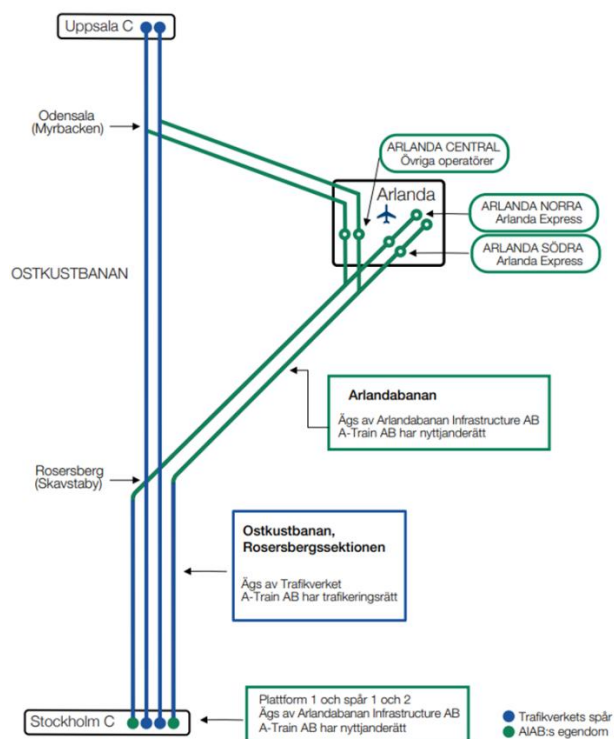 Uppsala C
Odensala
(Myrbacken)
ARLANDA CENTRAL
Övriga operatörer
Arlanda
ARLANDA NORRA
Arlanda Express
ARLANDA SÖDRA
Arlanda Express
OSTKUSTBANAN
Arlandabanan
Ägs av Arlandabanan Infrastructure AB
A-Train AB har nyttjanderätt
Rosersberg
(Skavstaby)
Ostkustbanan,
Rosersbergssektionen
Ägs av Trafikverket
A-Train AB har trafikeringsrätt
Plattform 1 och spår 1 och 2
Ägs av Arlandabanan Infrastructure AB
A-Train AB har nyttjanderätt
Stockholm C
Trafikverkets spår
AIAB:s egendom